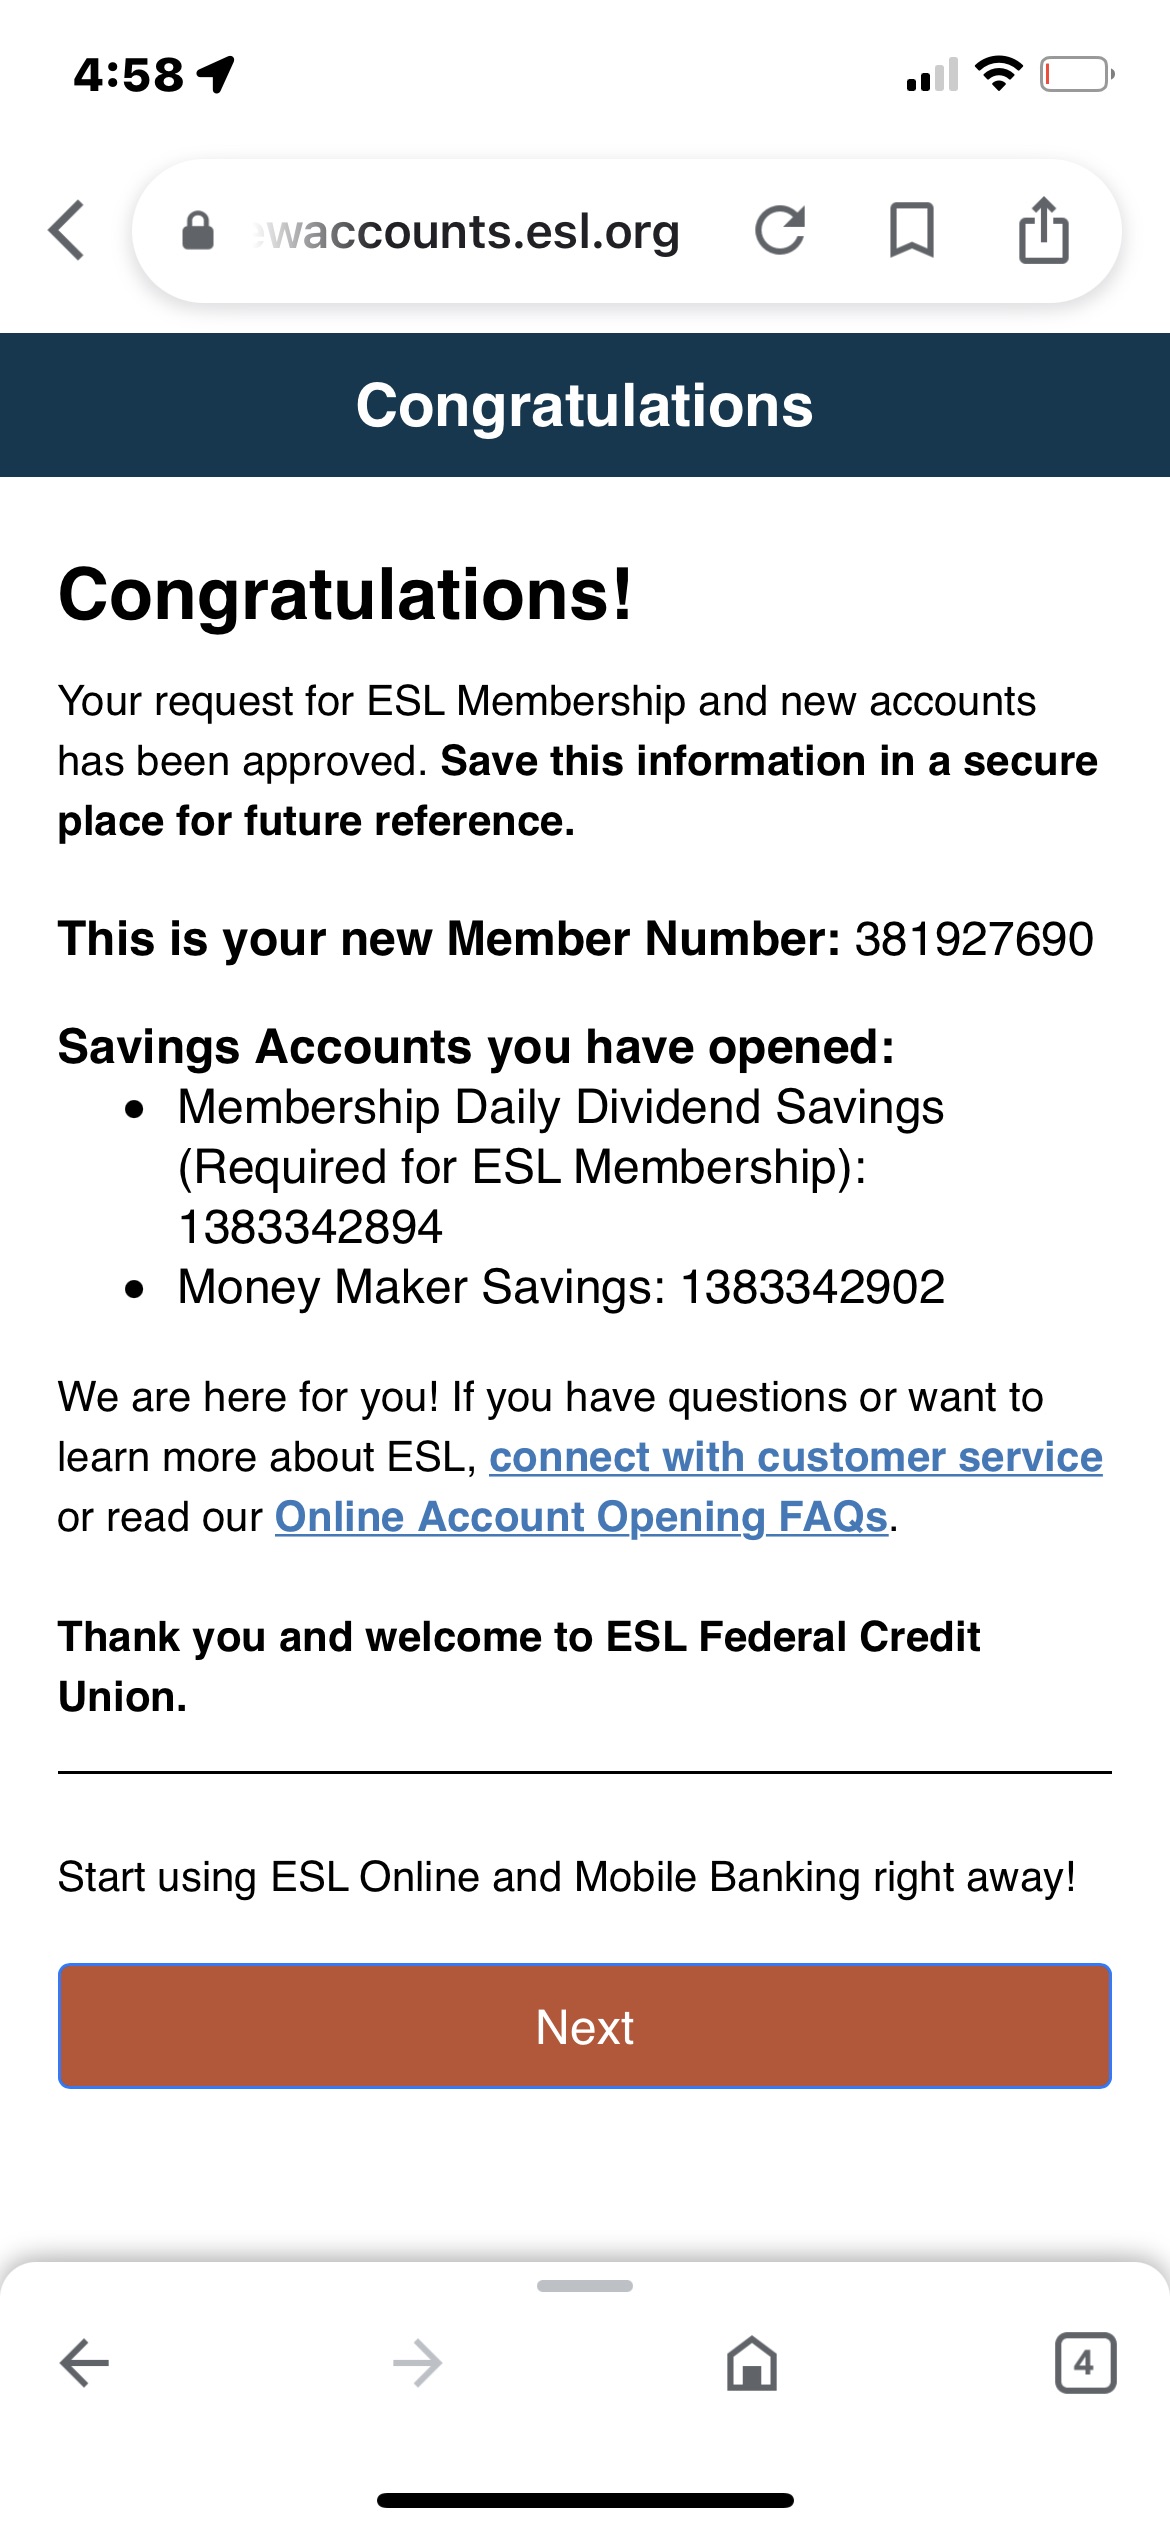 4:58
ewaccounts.esl.org
Congratulations
Congratulations!
Your request for ESL Membership and new accounts
has been approved. Save this information in a secure
place for future reference.
This is your new Member Number: 381927690
Savings Accounts you have opened:
• Membership Daily Dividend Savings
(Required for ESL Membership):
1383342894
• Money Maker Savings: 1383342902
We are here for you! If you have questions or want to
learn more about ESL, connect with customer service
or read our Online Account Opening FAQs.
Thank you and welcome to ESL Federal Credit
Union.
Start using ESL Online and Mobile Banking right away!
Next
4